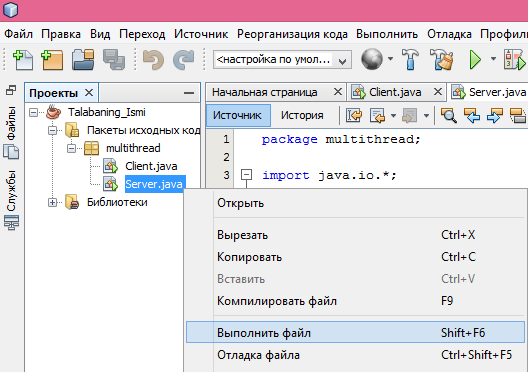 Файл Правка Вид Переход Источник Реорганизация кода Выполнить Отладка Профили
<настройка по умол...
Файлы
Службы
Проекты
Talabaning_Ismi
Пакеты исходных код
multithread
Client.java
Server.java
Библиотеки
Начальная страница Client.java Server.java
Источник История
1 package multithread;
2
3 import java.io.*;
Открыть
Вырезать Ctrl+X
Копировать Ctrl+C
Вставить Ctrl+V
Компилировать файл F9
Выполнить файл Shift+F6
Отладка файла Ctrl+Shift+F5